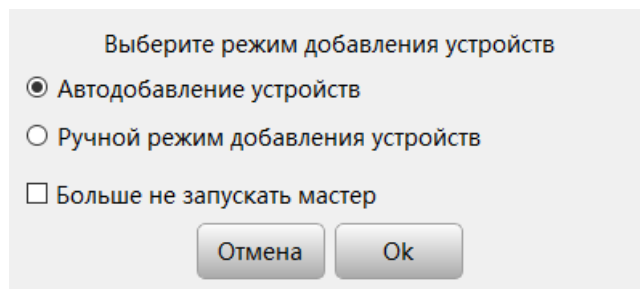 Выберите режим добавления устройств
Автодобавление устройств
Ручной режим добавления устройств
Больше не запускать мастер
Отмена Ok